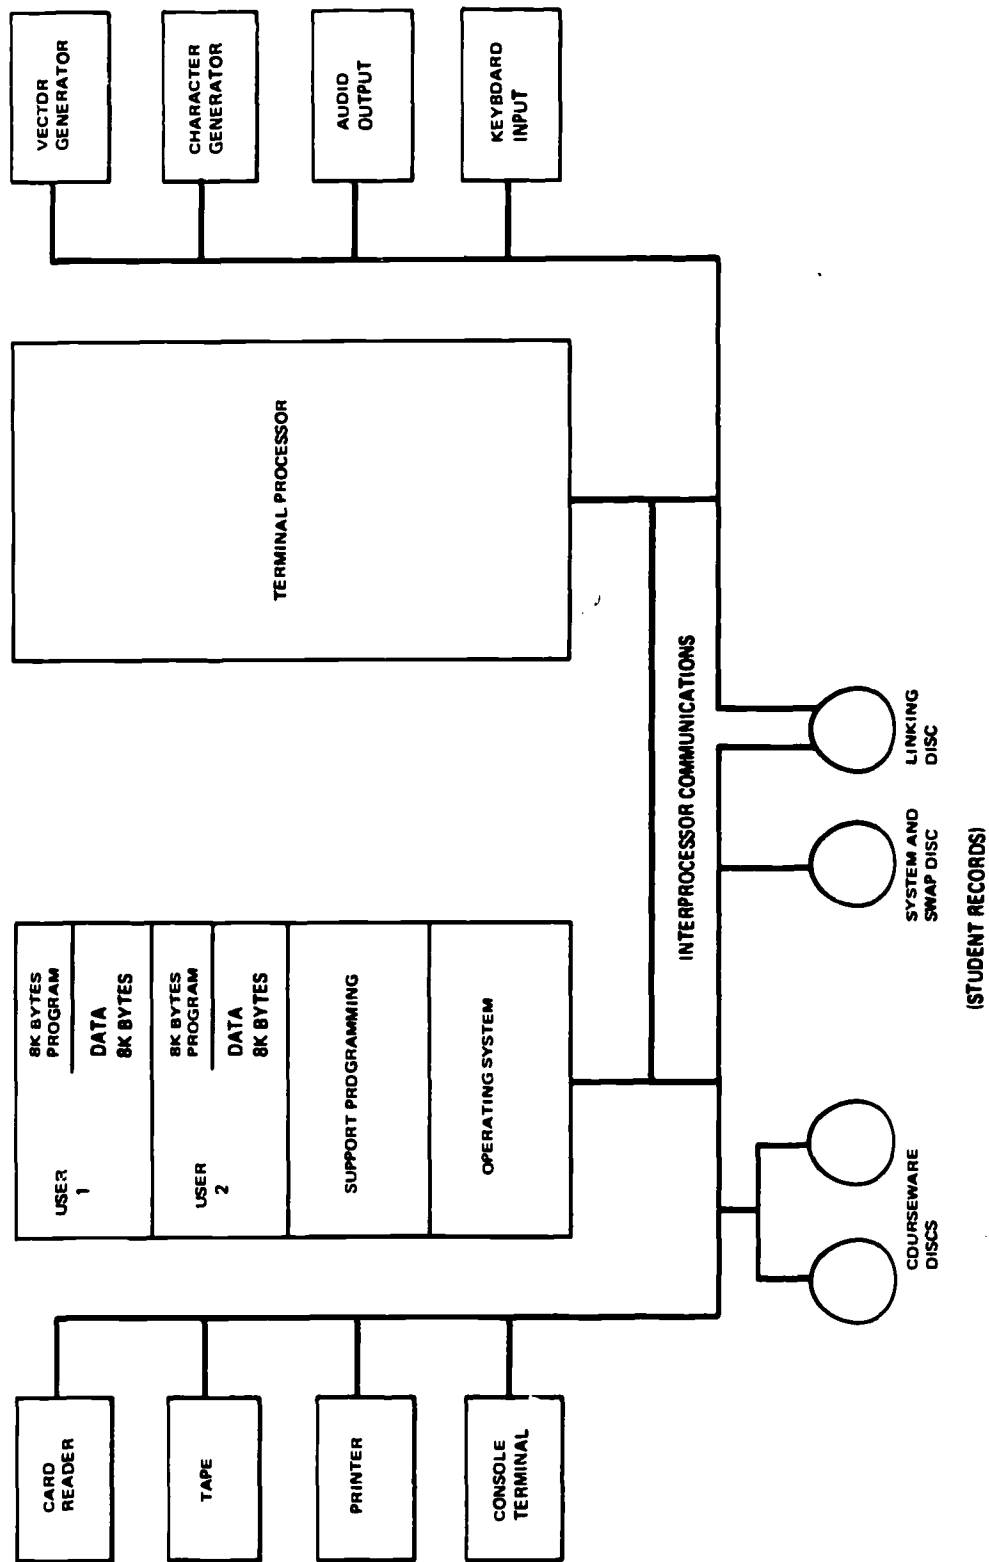 CARD
READER
TAPE
PRINTER
CONSOLE
TERMINAL
USER
1
8K BYTES
PROGRAM
DATA
8K BYTES
USER
2
8K BYTES
PROGRAM
DATA
8K BYTES
SUPPORT PROGRAMMING
OPERATING SYSTEM
TERMINAL PROCESSOR
VECTOR
GENERATOR
CHARACTER
GENERATOR
AUDIO
OUTPUT
KEYBOARD
INPUT
INTERPROCESSOR COMMUNICATIONS
COURSEWARE
DISCS
SYSTEM AND
SWAP DISC
LINKING
DISC
(STUDENT RECORDS)